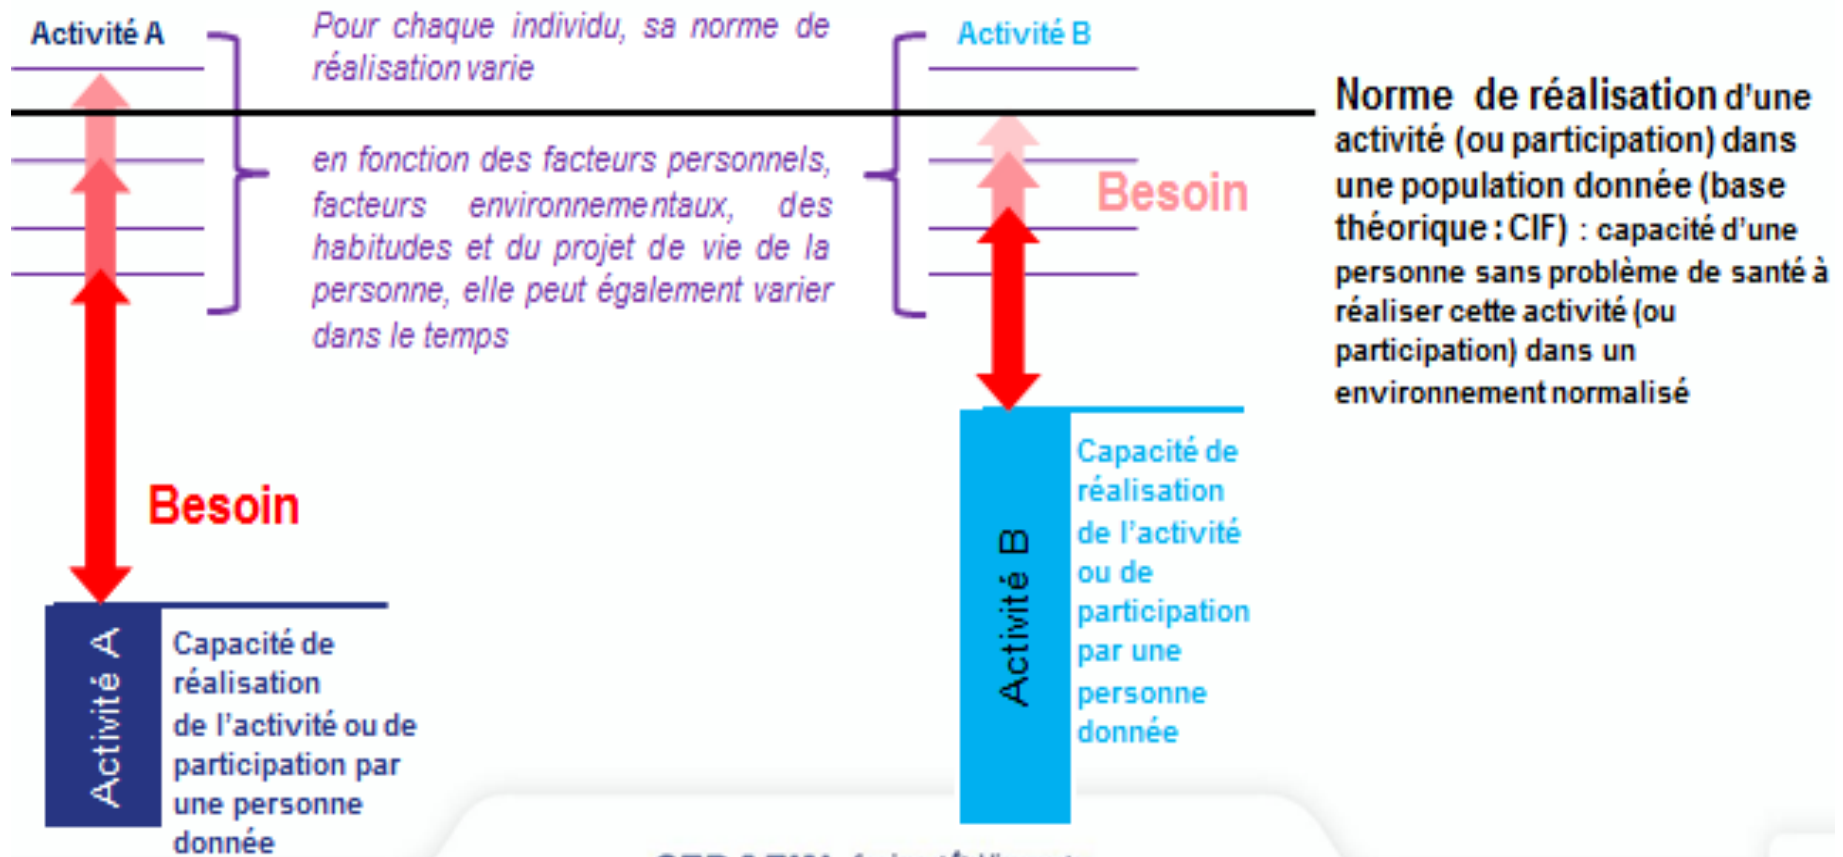 Activité A
Pour chaque individu, sa norme de
réalisation varie
en fonction des facteurs personnels,
facteurs environnementaux, des
habitudes et du projet de vie de la
personne, elle peut également varier
dans le temps
Activité B
Besoin
Norme de réalisation d'une
activité (ou participation) dans
une population donnée (base
théorique : CIF) : capacité d'une
personne sans problème de santé à
réaliser cette activité (ou
participation) dans un
environnement normalisé
Besoin
Activité A
Capacité de
réalisation
de l'activité ou de
participation par
une personne
donnée
Activité B
Capacité de
réalisation
de l'activité
ou de
participation
par une
personne
donnée